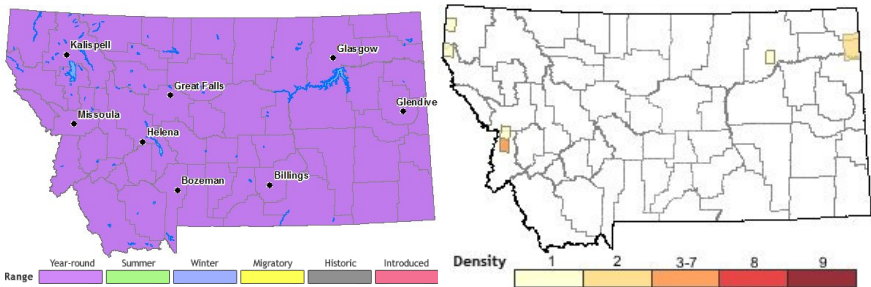 Kalispell
Glasgow
Great Falls
Glendive
Missoula
Helena
Bozeman
Billings
Range
Year-round Summer Winter Migratory Historic Introduced
Density
1 2 3-7 8 9